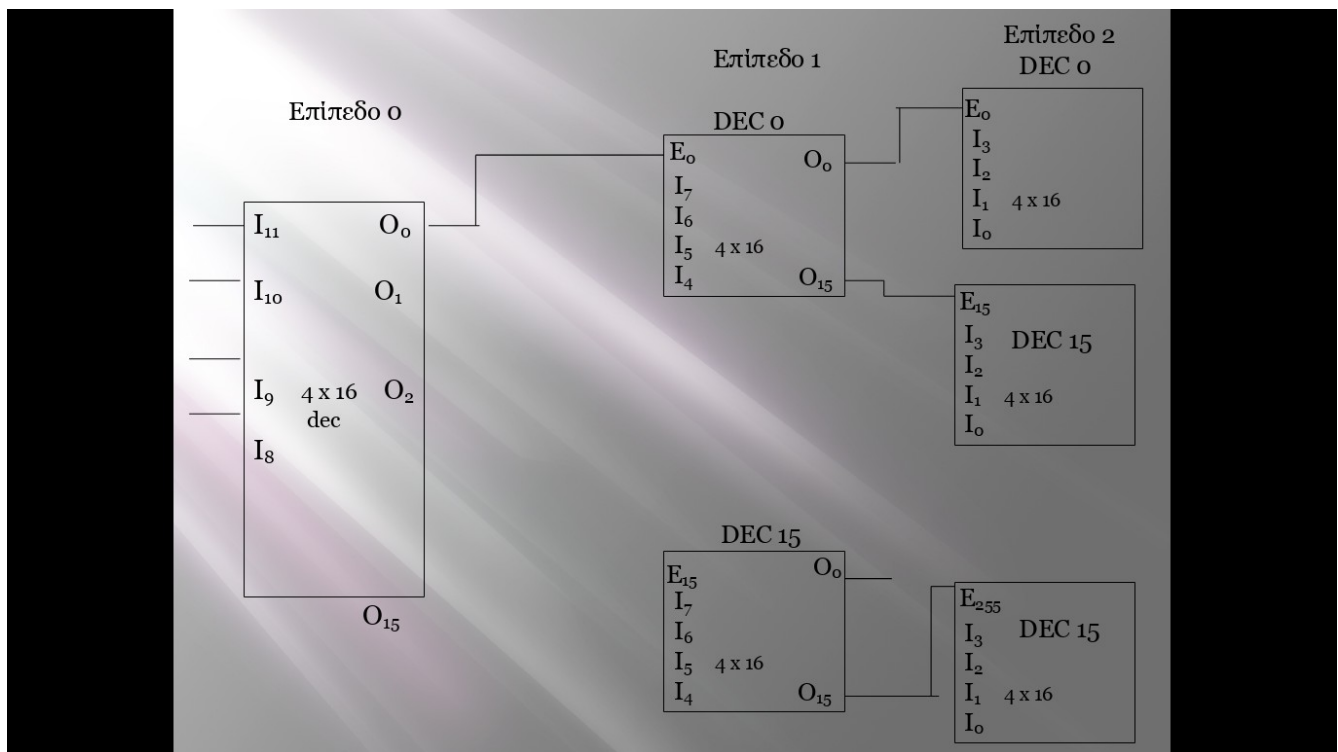 Επίπεδο 0
I₁₁ O₀
I₁₀ O₁
I₉ 4 x 16 O₂
dec
I₈
O₁₅
Επίπεδο 1
DEC 0
E₀ O₀
I₇
I₆
I₅ 4 x 16
I₄ O₁₅
DEC 15
E₁₅ O₀
I₇
I₆
I₅ 4 x 16
I₄ O₁₅
Επίπεδο 2
DEC 0
E₀
I₃
I₂
I₁ 4 x 16
I₀
E₁₅
I₃ DEC 15
I₂
I₁ 4 x 16
I₀
E₂₅₅
I₃ DEC 15
I₂
I₁ 4 x 16
I₀